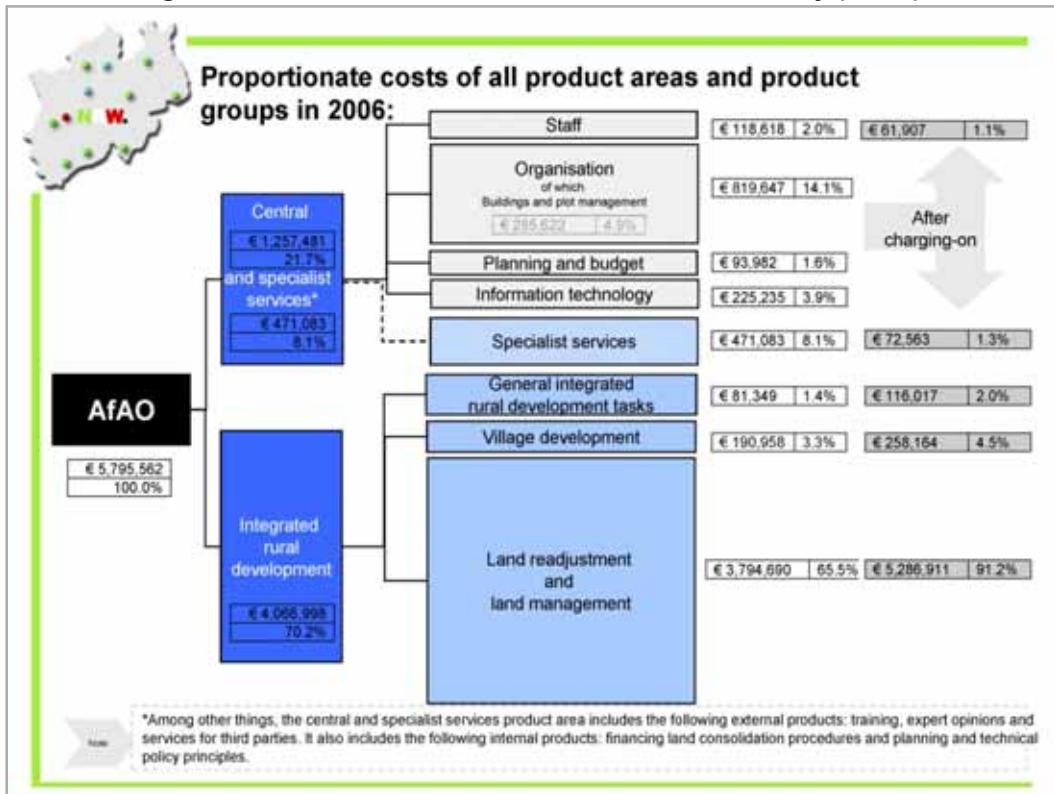 Proportionate costs of all product areas and product
groups in 2006:
NRW.
Staff
€ 118,618 2.0%
€ 61,907 1.1%
Organisation
of which
Buildings and plot management
€ 285,622 4.9%
€ 819,647 14.1%
After
charging-on
Central
€ 1,257,481
21.7%
and specialist
services*
€ 471,083
8.1%
Planning and budget
€ 93,982 1.6%
Information technology
€ 225,235 3.9%
Specialist services
€ 471,083 8.1%
€ 72,563 1.3%
AfAO
€ 5,795,562
100.0%
General integrated
rural development tasks
€ 81,349 1.4%
€ 116,017 2.0%
Village development
€ 190,958 3.3%
€ 258,164 4.5%
Integrated
rural
development
€ 4,066,998
70.2%
Land readjustment
and
land management
€ 3,794,690 65.5%
€ 5,286,911 91.2%
Note
*Among other things, the central and specialist services product area includes the following external products: training, expert opinions and
services for third parties. It also includes the following internal products: financing land consolidation procedures and planning and technical
policy principles.